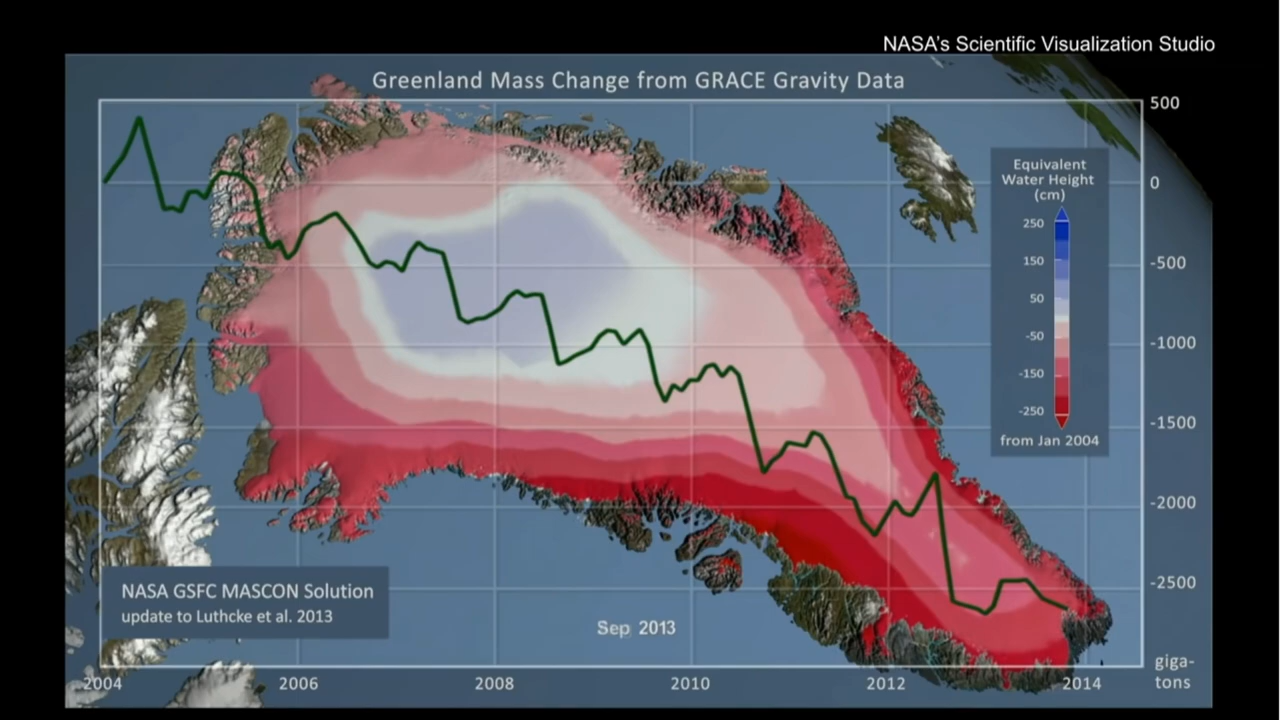 NASA's Scientific Visualization Studio
Greenland Mass Change from GRACE Gravity Data
500
0
-500
-1000
-1500
-2000
-2500
giga-
tons
Equivalent
Water Height
(cm)
250
150
50
-50
-150
-250
from Jan 2004
NASA GSFC MASCON Solution
update to Luthcke et al. 2013
Sep 2013
2004
2006
2008
2010
2012
2014